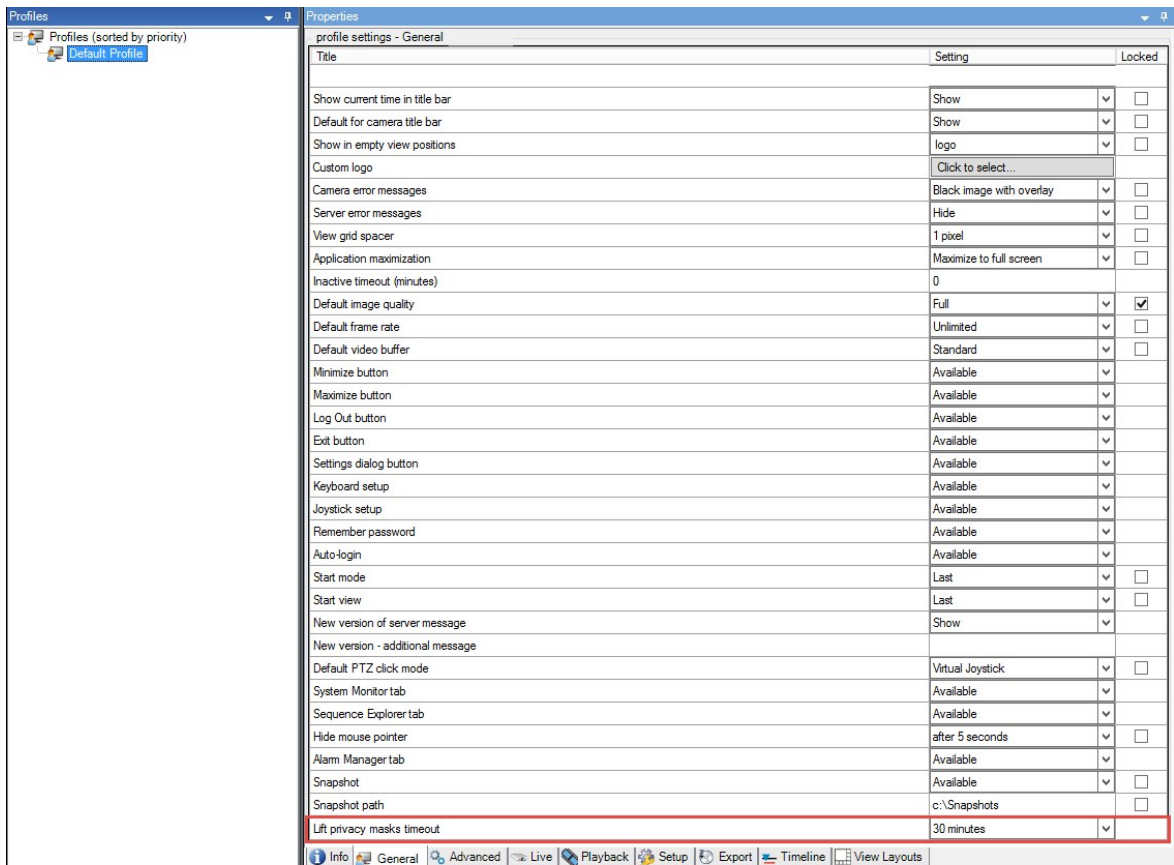 Profiles
Properties
Profiles (sorted by priority)
Default Profile
profile settings - General
Title Setting Locked
Show current time in title bar Show
Default for camera title bar Show
Show in empty view positions logo
Custom logo Click to select...
Camera error messages Black image with overlay
Server error messages Hide
View grid spacer 1 pixel
Application maximization Maximize to full screen
Inactive timeout (minutes) 0
Default image quality Full
Default frame rate Unlimited
Default video buffer Standard
Minimize button Available
Maximize button Available
Log Out button Available
Exit button Available
Settings dialog button Available
Keyboard setup Available
Joystick setup Available
Remember password Available
Auto-login Available
Start mode Last
Start view Last
New version of server message Show
New version - additional message
Default PTZ click mode Virtual Joystick
System Monitor tab Available
Sequence Explorer tab Available
Hide mouse pointer after 5 seconds
Alarm Manager tab Available
Snapshot Available
Snapshot path c:\Snapshots
Lift privacy masks timeout 30 minutes
Info General Advanced Live Playback Setup Export Timeline View Layouts